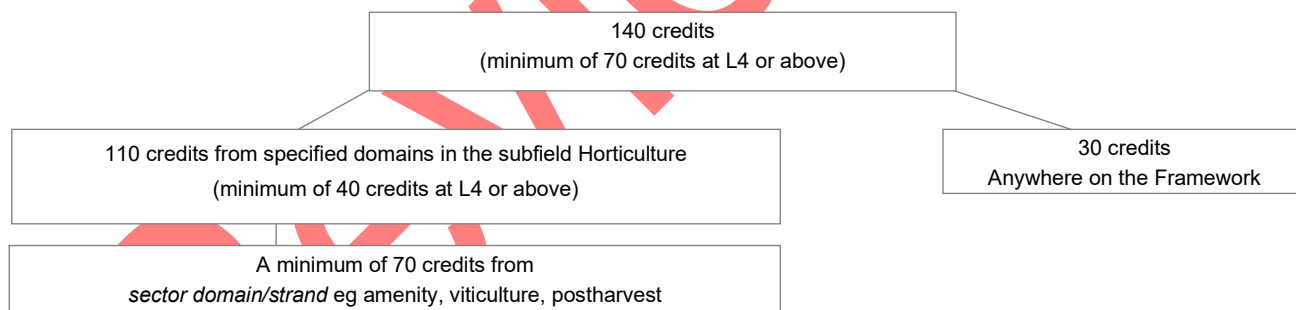 140 credits
(minimum of 70 credits at L4 or above)
110 credits from specified domains in the subfield Horticulture
(minimum of 40 credits at L4 or above)
30 credits
Anywhere on the Framework
A minimum of 70 credits from
sector domain/strand eg amenity, viticulture, postharvest